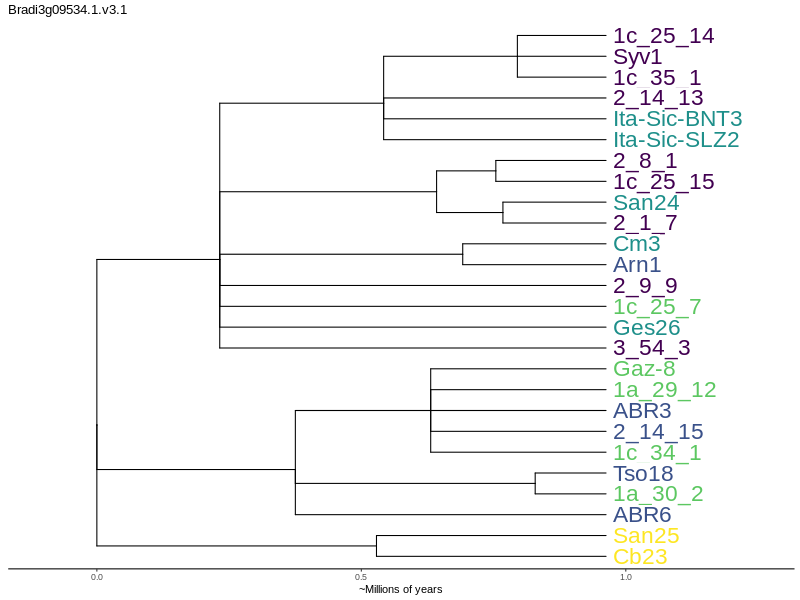 Bradi3g09534.1.v3.1
1c_25_14
Syv1
1c_35_1
2_14_13
Ita-Sic-BNT3
Ita-Sic-SLZ2
2_8_1
1c_25_15
San24
2_1_7
Cm3
Arn1
2_9_9
1c_25_7
Ges26
3_54_3
Gaz-8
1a_29_12
ABR3
2_14_15
1c_34_1
Tso18
1a_30_2
ABR6
San25
Cb23
0.0 0.5 1.0
~Millions of years